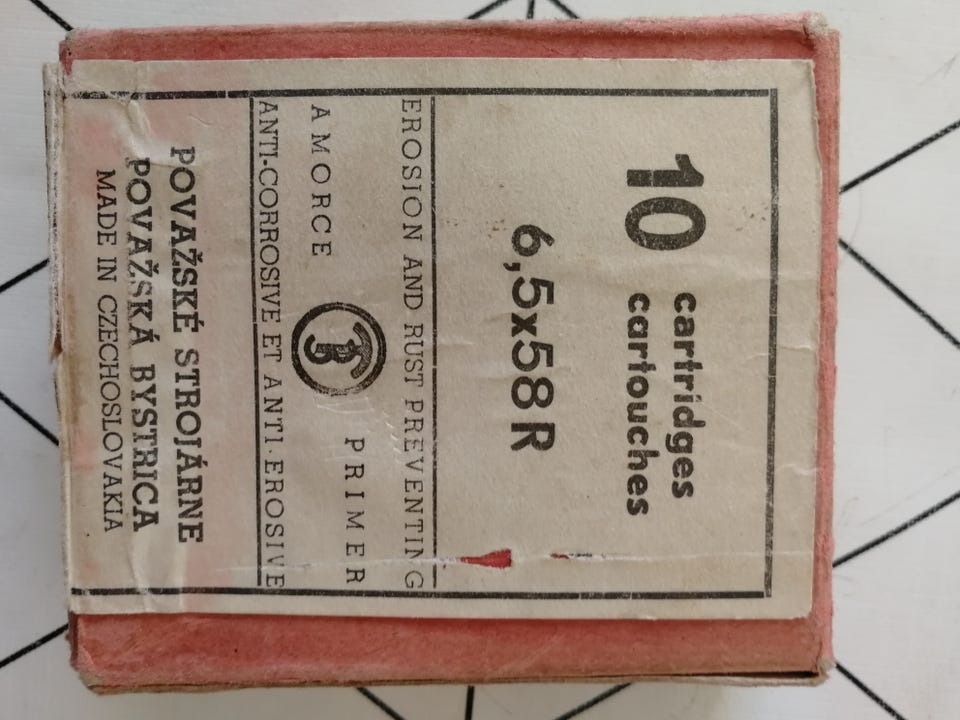 10 cartridges
cartouches
6,5x58R
EROSION AND RUST PREVENTING
PRIMER
AMORCE
ANTI-CORROSIVE ET ANTI-EROSIVE
POVAŽSKÉ STROJÁRNE
POVAŽSKÁ BYSTRICA
MADE IN CZECHOSLOVAKIA